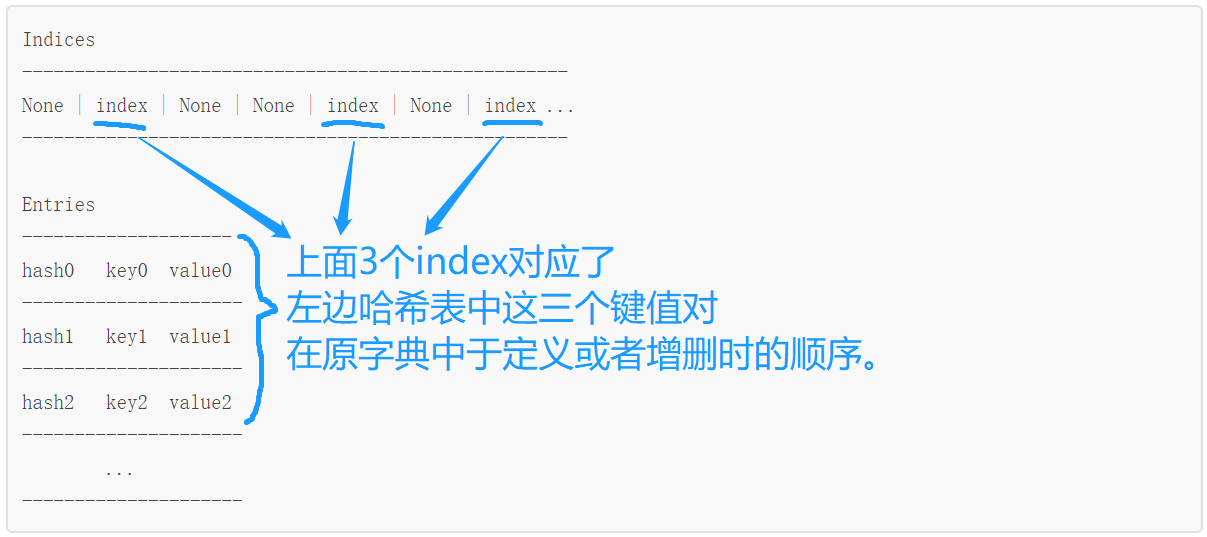 Indices
----------------------------------------------------
None | index | None | None | index | None | index ...
----------------------------------------------------
Entries
--------------------
hash0 key0 value0
---------------------
hash1 key1 value1
---------------------
hash2 key2 value2
---------------------
...
---------------------
上面3个index对应了
左边哈希表中这三个键值对
在原字典中于定义或者增删时的顺序。